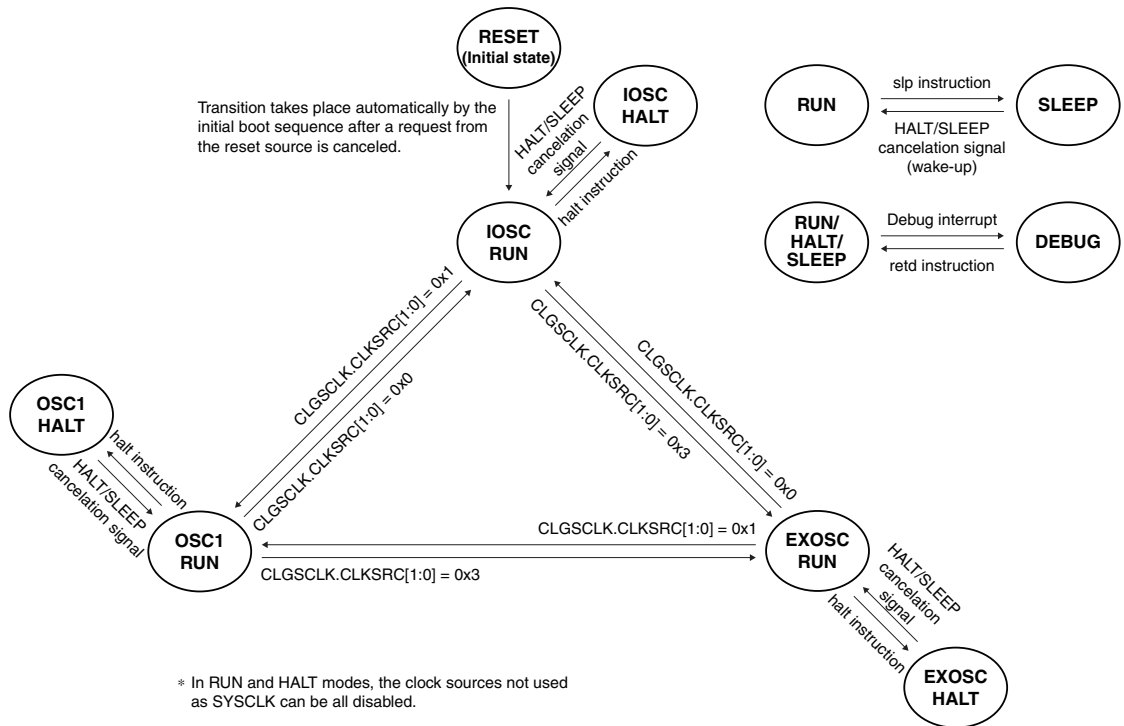 RESET
(Initial state)
Transition takes place automatically by the
initial boot sequence after a request from
the reset source is canceled.
HALT/SLEEP
cancelation
signal
halt instruction
IOSC
HALT
IOSC
RUN
RUN
slp instruction
HALT/SLEEP
cancelation signal
(wake-up)
SLEEP
RUN/
HALT/
SLEEP
Debug interrupt
retd instruction
DEBUG
CLGSCLK.CLKSRC[1:0] = 0x1
CLGSCLK.CLKSRC[1:0] = 0x0
CLGSCLK.CLKSRC[1:0] = 0x3
CLGSCLK.CLKSRC[1:0] = 0x0
OSC1
HALT
halt instruction
HALT/SLEEP
cancelation signal
OSC1
RUN
CLGSCLK.CLKSRC[1:0] = 0x1
CLGSCLK.CLKSRC[1:0] = 0x3
EXOSC
RUN
HALT/SLEEP
cancelation
signal
halt instruction
EXOSC
HALT
* In RUN and HALT modes, the clock sources not used
as SYSCLK can be all disabled.